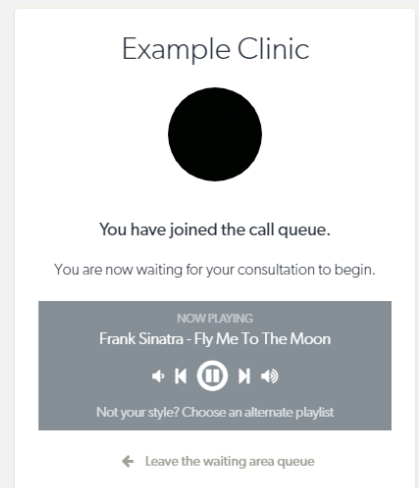 Example Clinic
You have joined the call queue.
You are now waiting for your consultation to begin.
NOW PLAYING
Frank Sinatra - Fly Me To The Moon
Not your style? Choose an alternate playlist
Leave the waiting area queue